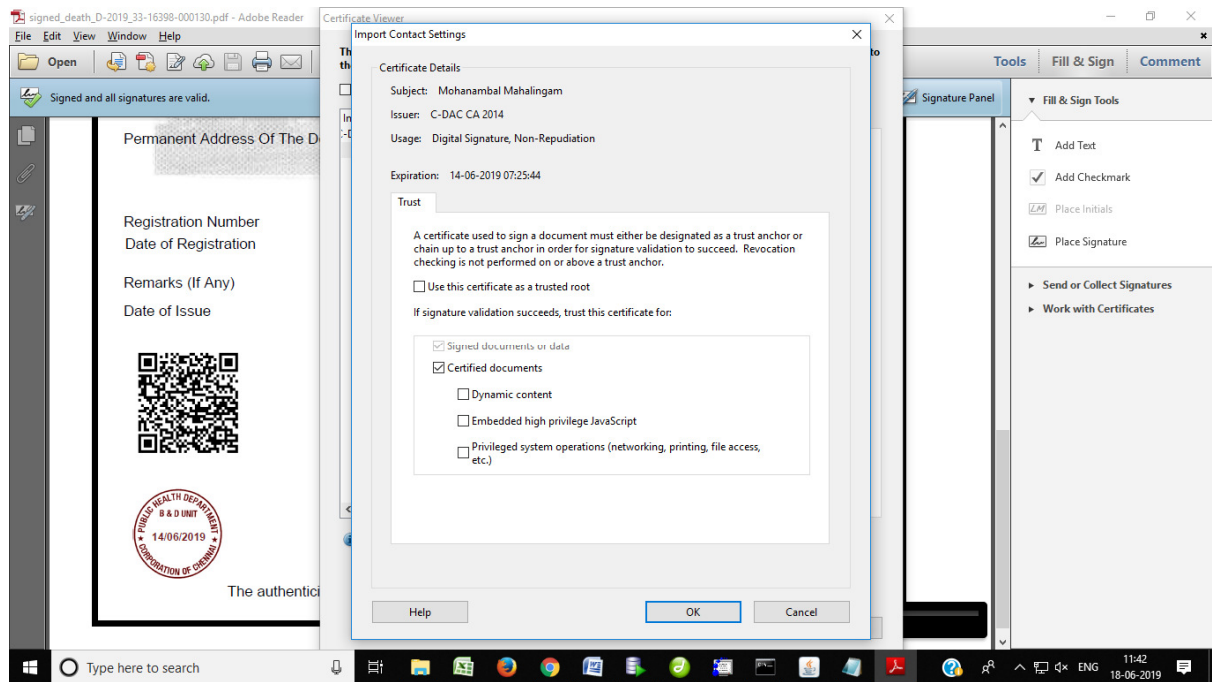 signed_death_D-2019_33-16398-000130.pdf - Adobe Reader
File Edit View Window Help
Open
Tools Fill & Sign Comment
Signed and all signatures are valid.
Signature Panel
Certificate Viewer
to
Import Contact Settings
Certificate Details
Subject: Mohanambal Mahalingam
Issuer: C-DAC CA 2014
Usage: Digital Signature, Non-Repudiation
Expiration: 14-06-2019 07:25:44
Trust
A certificate used to sign a document must either be designated as a trust anchor or
chain up to a trust anchor in order for signature validation to succeed. Revocation
checking is not performed on or above a trust anchor.
Use this certificate as a trusted root
If signature validation succeeds, trust this certificate for:
Signed documents or data
Certified documents
Dynamic content
Embedded high privilege JavaScript
Privileged system operations (networking, printing, file access,
etc.)
Help OK Cancel
Permanent Address Of The D
Registration Number
Date of Registration
Remarks (If Any)
Date of Issue
PUBLIC HEALTH DEPARTMENT
B & D UNIT
14/06/2019
CORPORATION OF CHENNAI
The authentici
Fill & Sign Tools
T Add Text
Add Checkmark
LM Place Initials
Place Signature
Send or Collect Signatures
Work with Certificates
Type here to search
ENG
11:42
18-06-2019